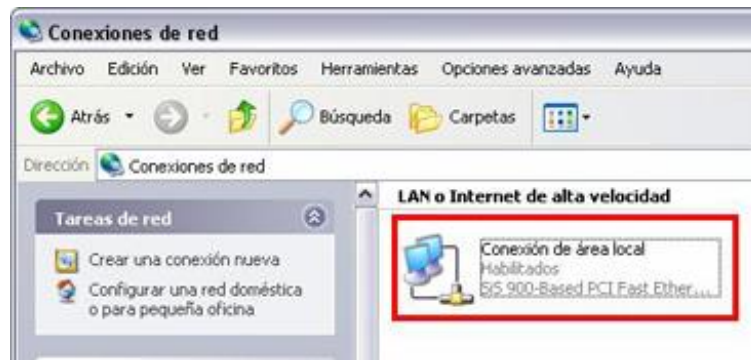 Conexiones de red
Archivo Edición Ver Favoritos Herramientas Opciones avanzadas Ayuda
Atrás Búsqueda Carpetas
Dirección Conexiones de red
LAN o Internet de alta velocidad
Tareas de red
Crear una conexión nueva
Configurar una red doméstica
o para pequeña oficina
Conexión de área local
Habilitados
SiS 900-Based PCI Fast Ether...